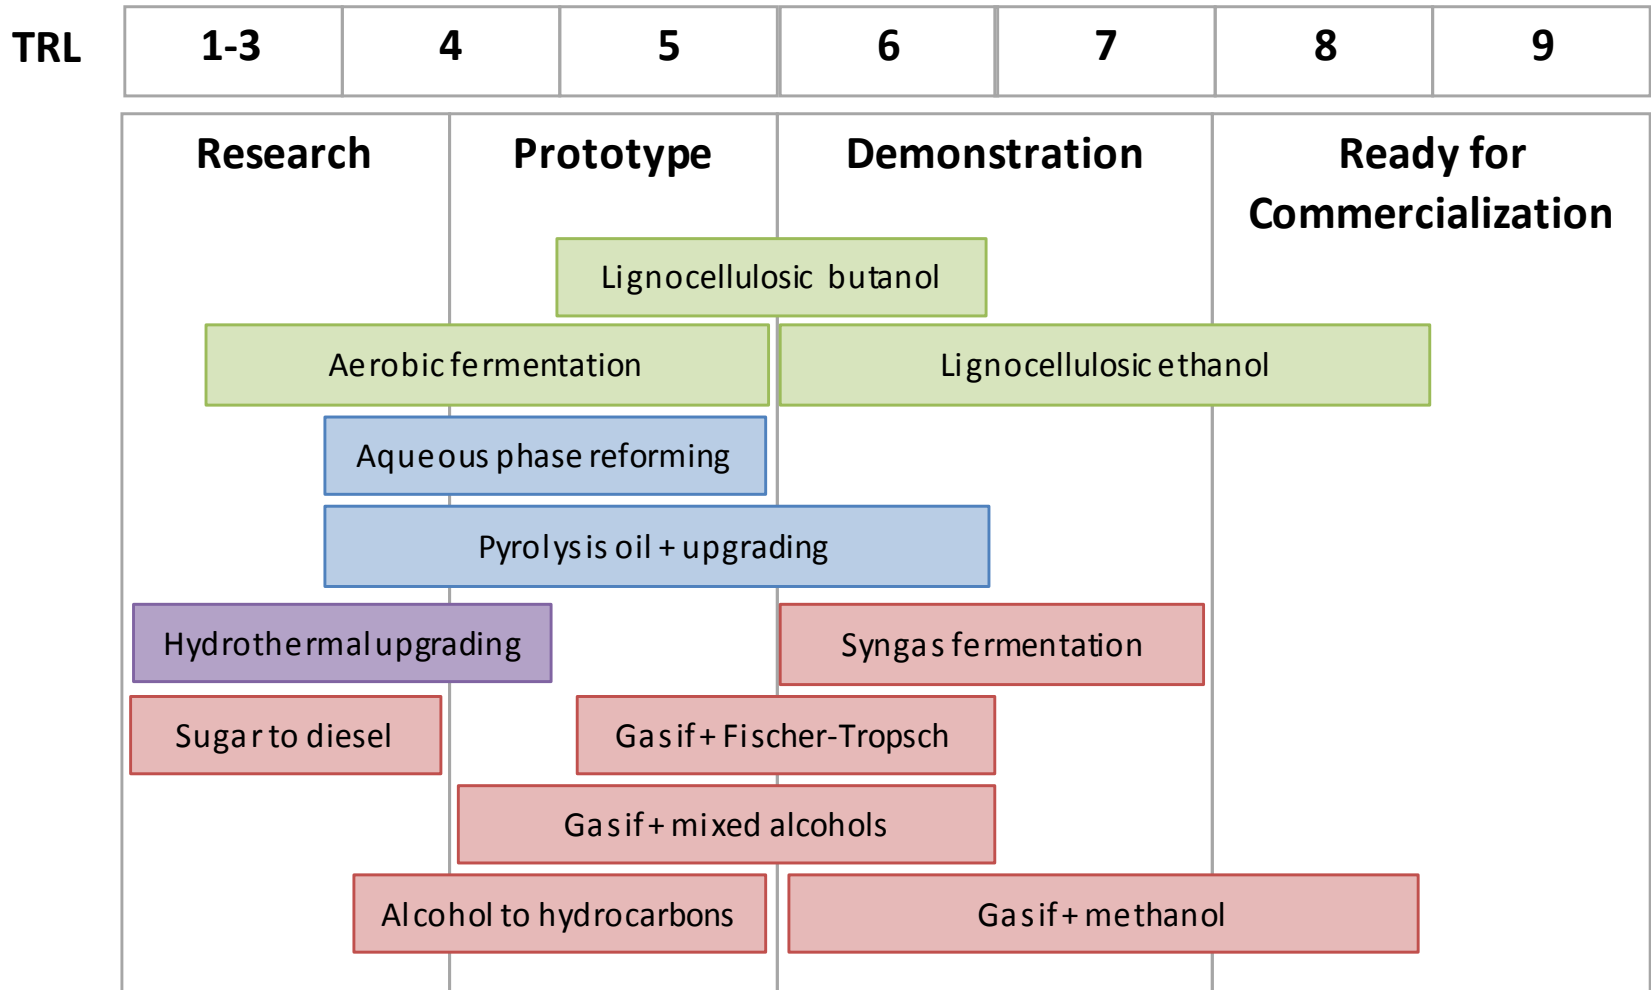 TRL 1-3 4 5 6 7 8 9
Research Prototype Demonstration Ready for
Commercialization
Lignocellulosic butanol
Aerobic fermentation Lignocellulosic ethanol
Aqueous phase reforming
Pyrolysis oil + upgrading
Hydrothermal upgrading Syngas fermentation
Sugar to diesel Gasif + Fischer-Tropsch
Gasif + mixed alcohols
Alcohol to hydrocarbons Gasif + methanol